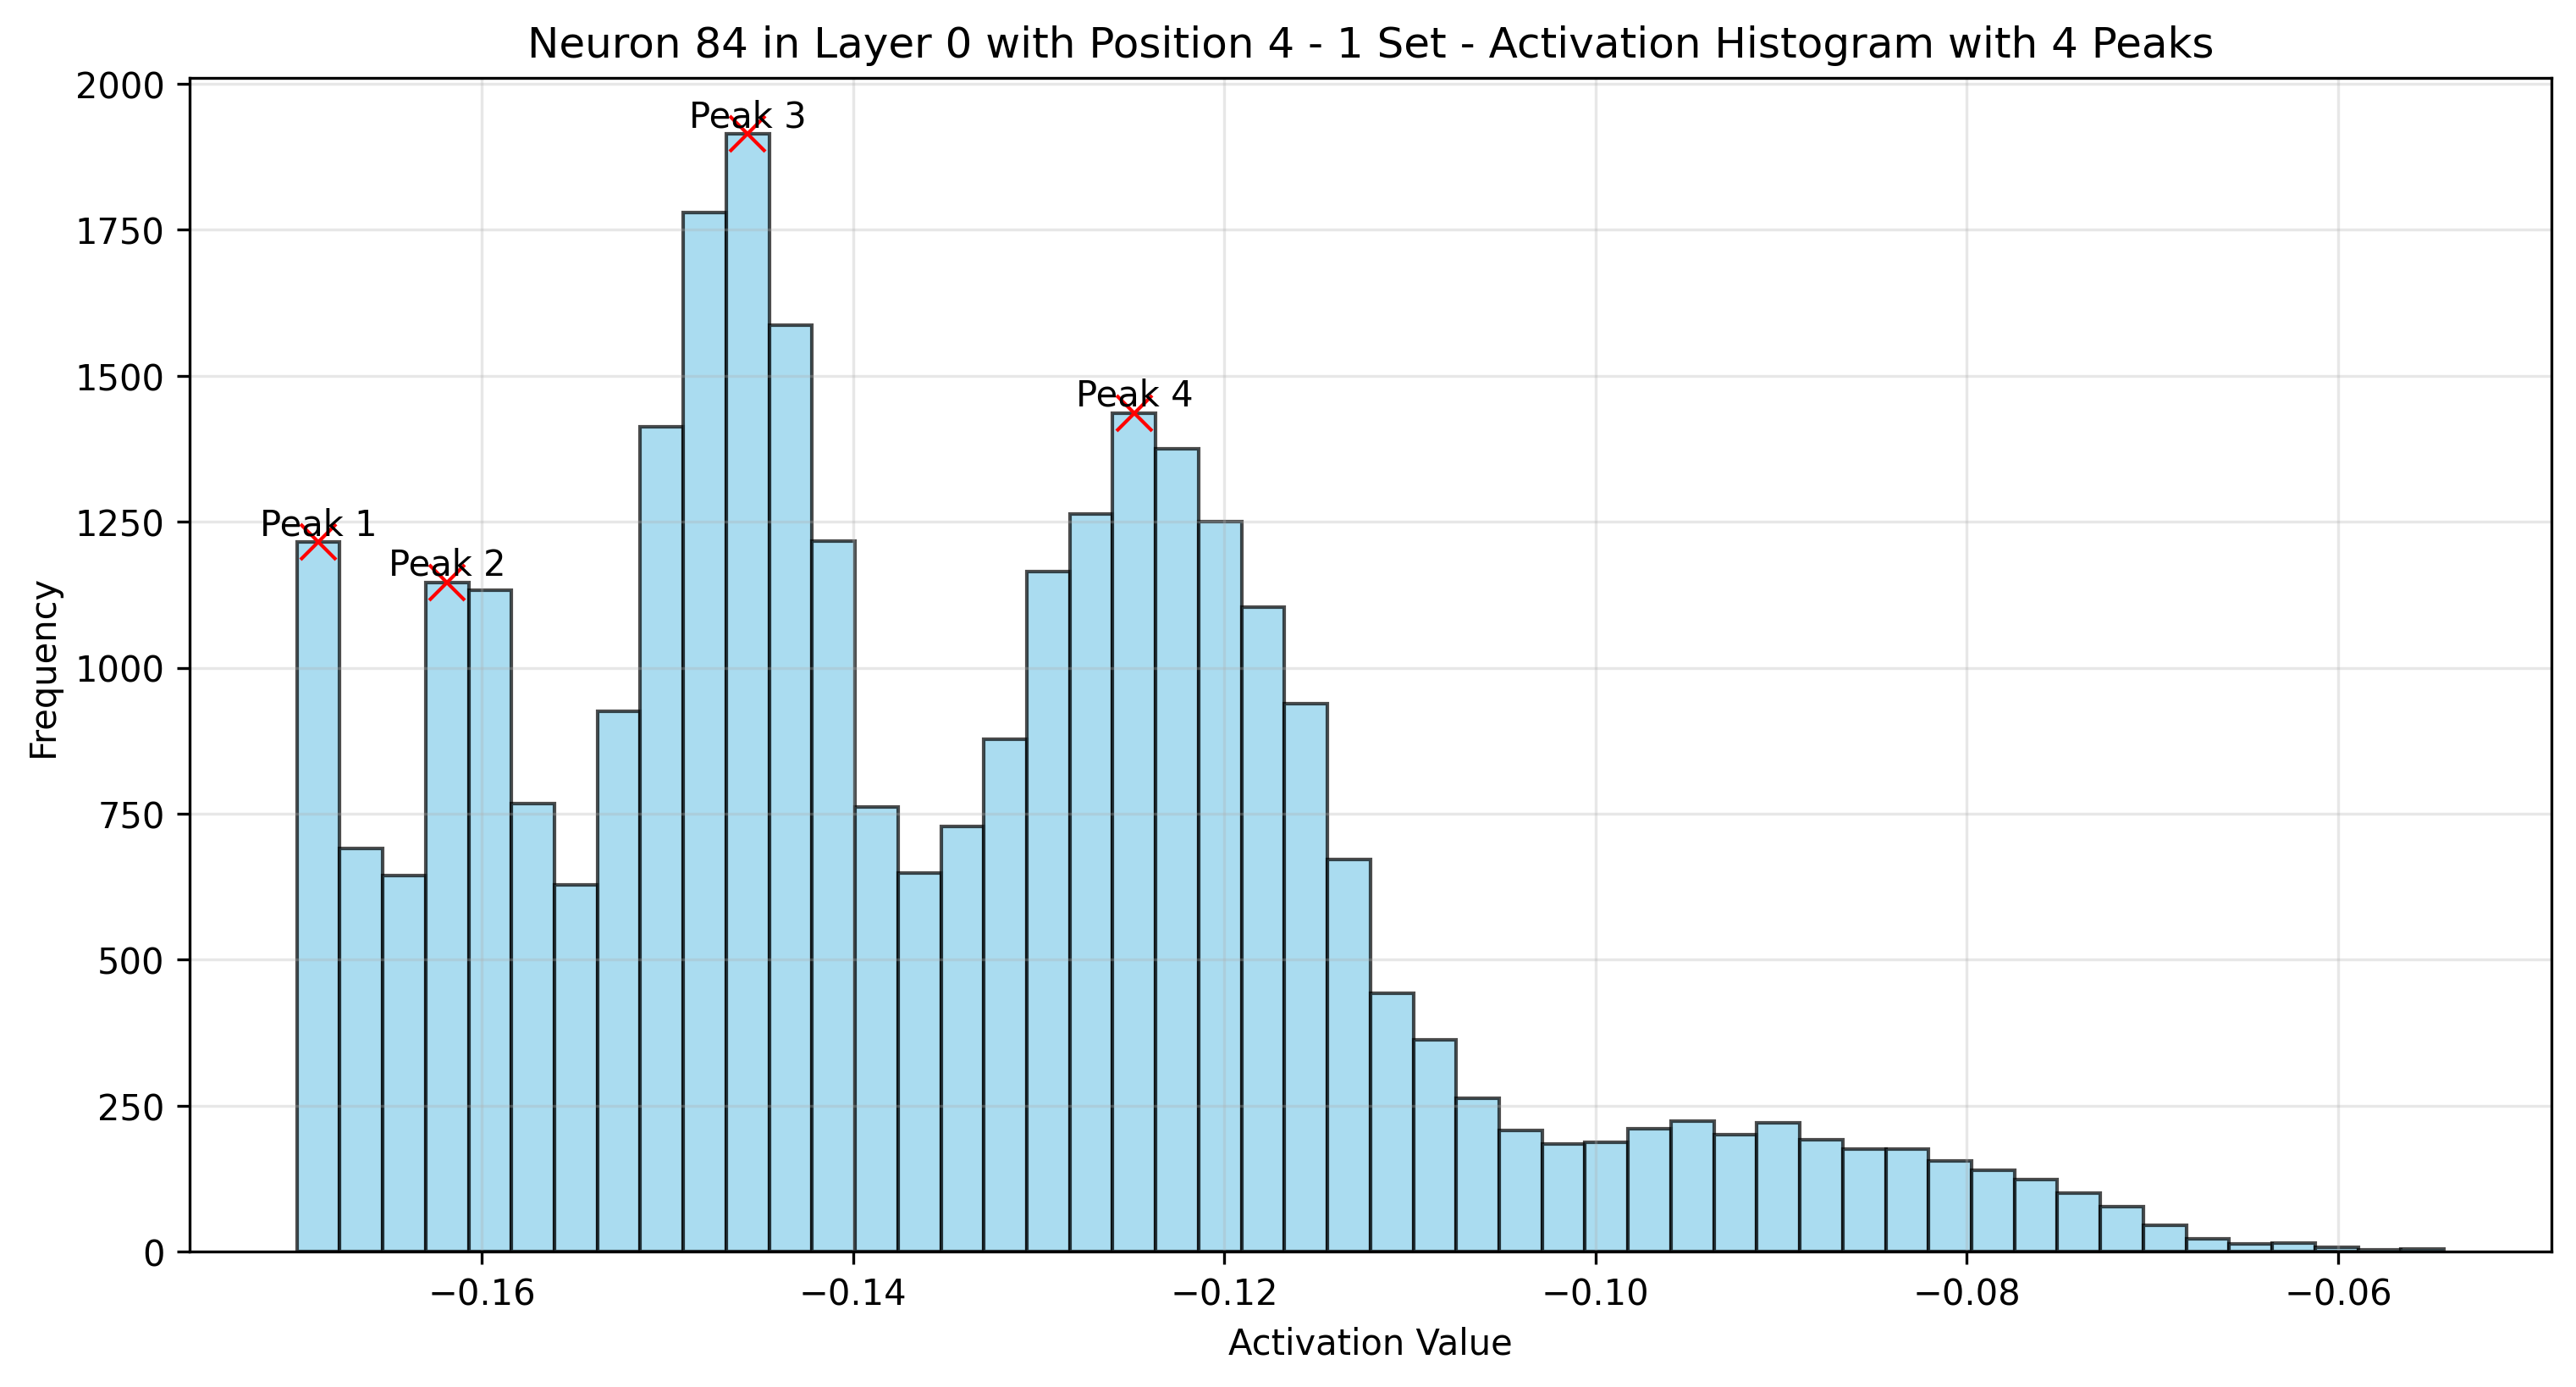 Neuron 84 in Layer 0 with Position 4 - 1 Set - Activation Histogram with 4 Peaks
2000
1750
1500
1250
1000
750
500
250
0
Frequency
Peak 1
Peak 2
Peak 3
Peak 4
−0.16
−0.14
−0.12
−0.10
−0.08
−0.06
Activation Value